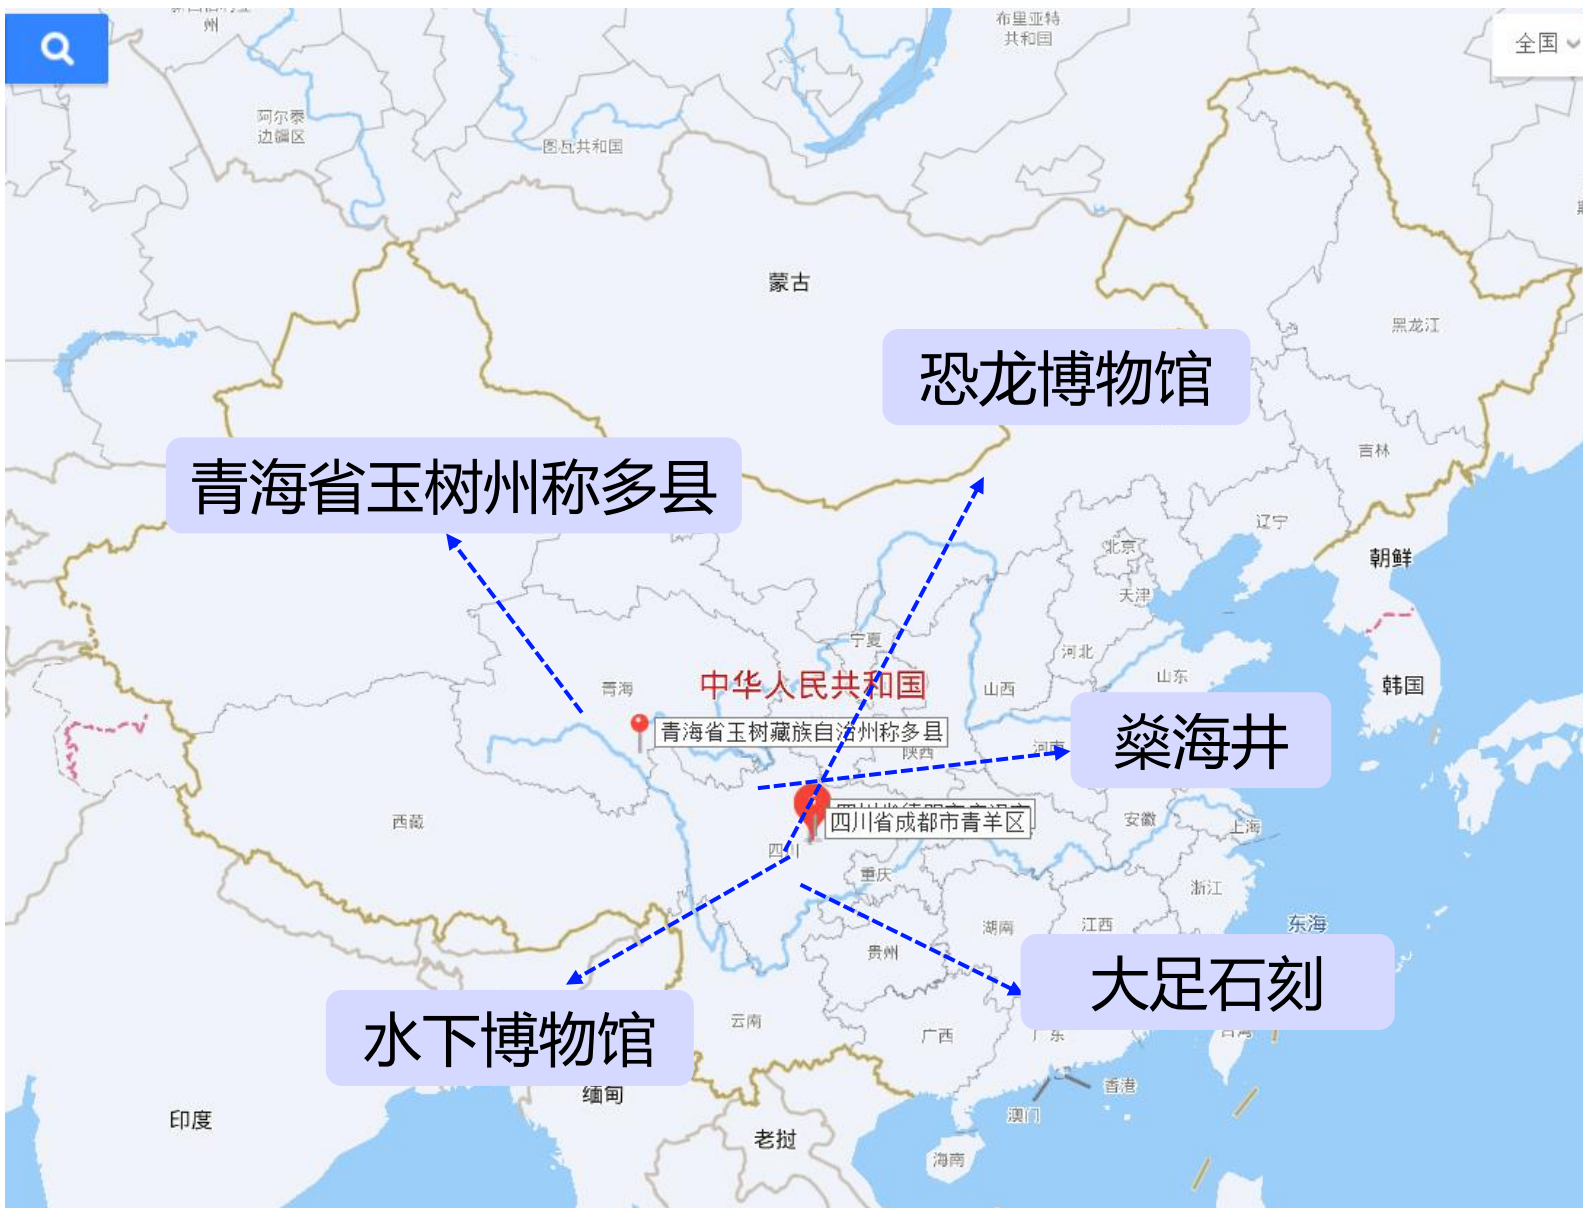 州
布里亚特
共和国
全国
阿尔泰
边疆区
图瓦共和国
蒙古
黑龙江
恐龙博物馆
吉林
青海省玉树州称多县
辽宁
北京
朝鲜
天津
宁夏
河北
山东
青海
中华人民共和国
山西
韩国
青海省玉树藏族自治州称多县
陕西
河南
燊海井
西藏
四川省成都市青羊区
安徽
上海
四川
重庆
浙江
湖南
江西
东海
贵州
大足石刻
云南
广西
广东
台湾
水下博物馆
缅甸
香港
澳门
印度
老挝
海南